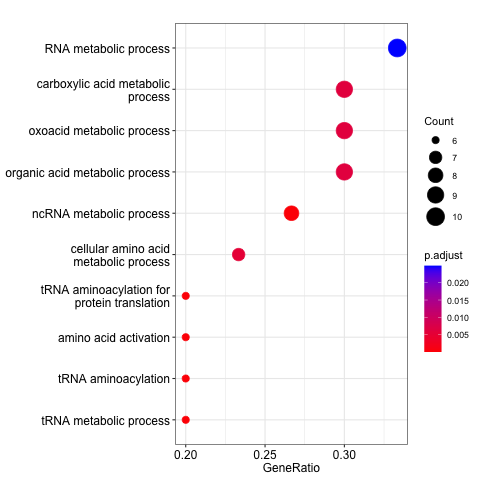 RNA metabolic process
carboxylic acid metabolic
process
oxoacid metabolic process
organic acid metabolic process
ncRNA metabolic process
cellular amino acid
metabolic process
tRNA aminoacylation for
protein translation
amino acid activation
tRNA aminoacylation
tRNA metabolic process
0.20 0.25 0.30
GeneRatio
Count
6
7
8
9
10
p.adjust
0.020
0.015
0.010
0.005